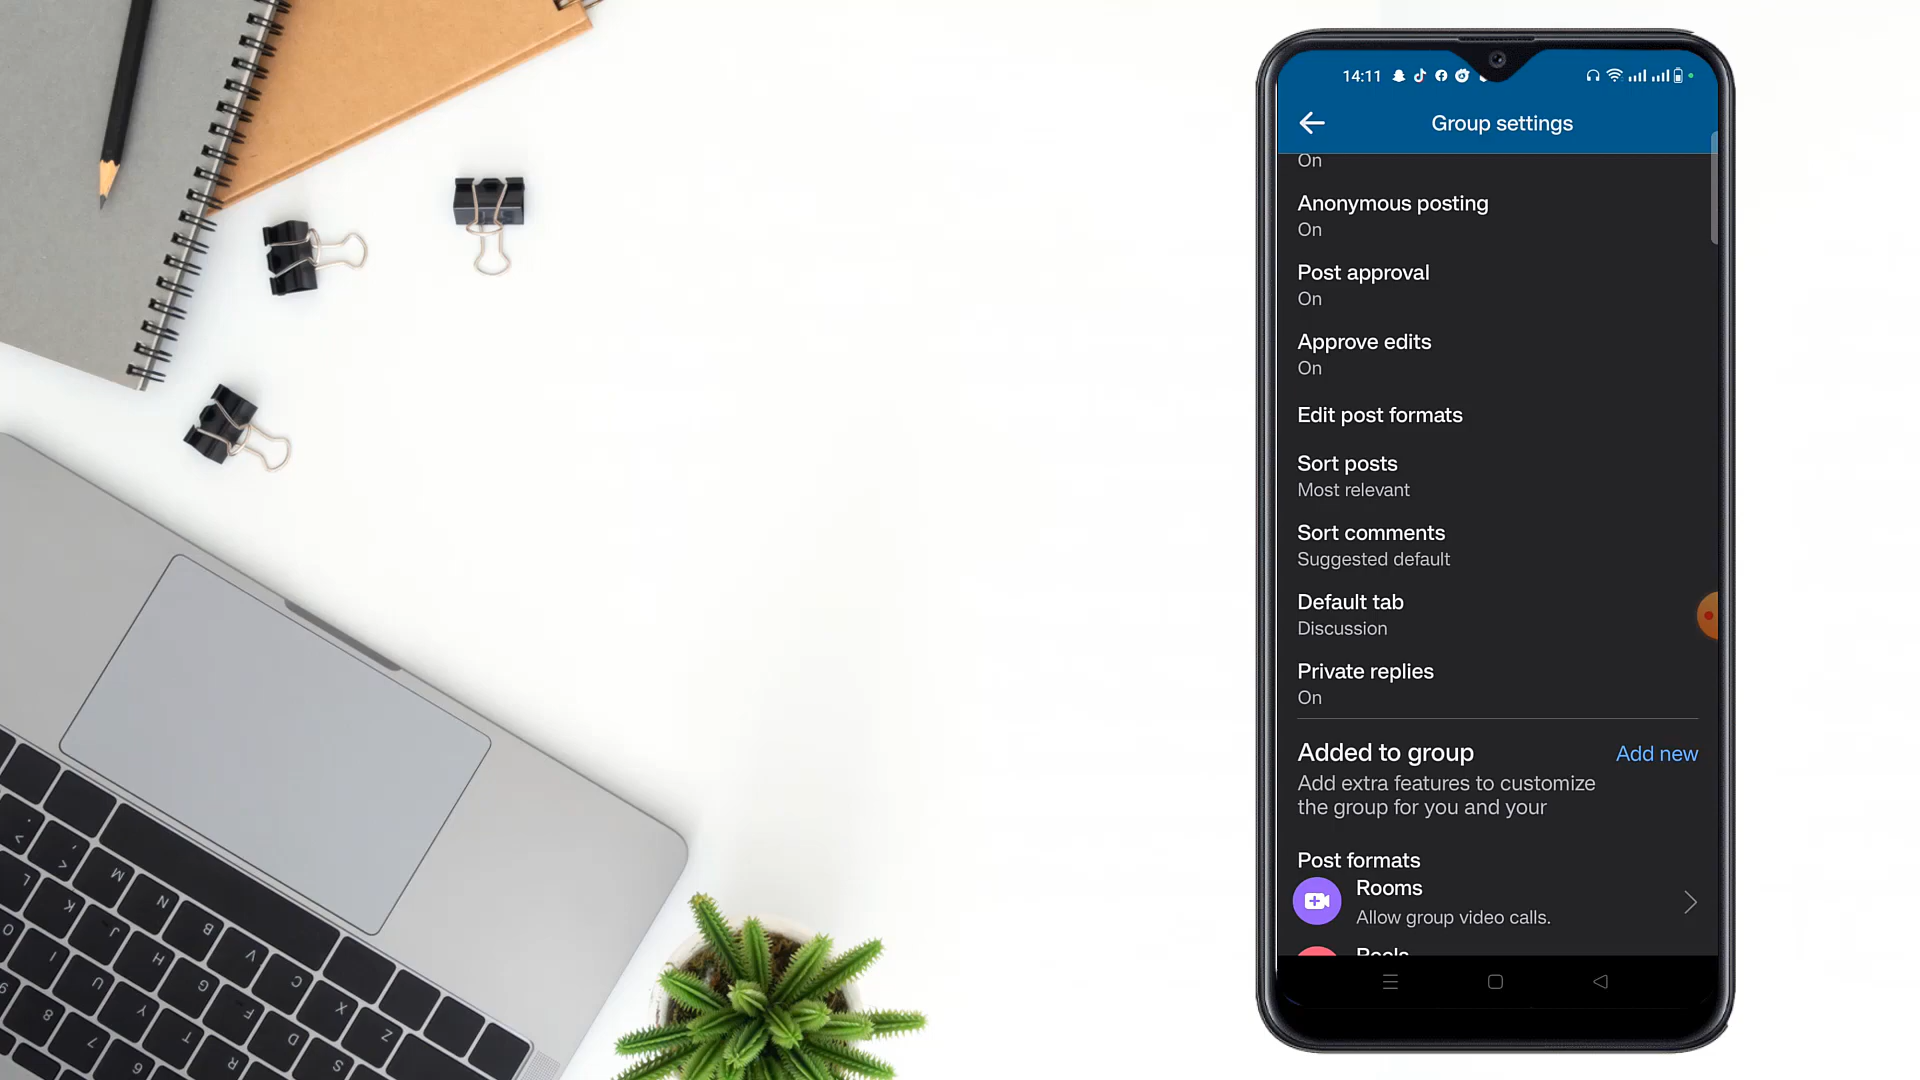 14:11
Group settings
On
Anonymous posting
On
Post approval
On
Approve edits
On
Edit post formats
Sort posts
Most relevant
Sort comments
Suggested default
Default tab
Discussion
Private replies
On
Added to group
Add new
Add extra features to customize
the group for you and your
Post formats
Rooms
Allow group video calls.
Reels